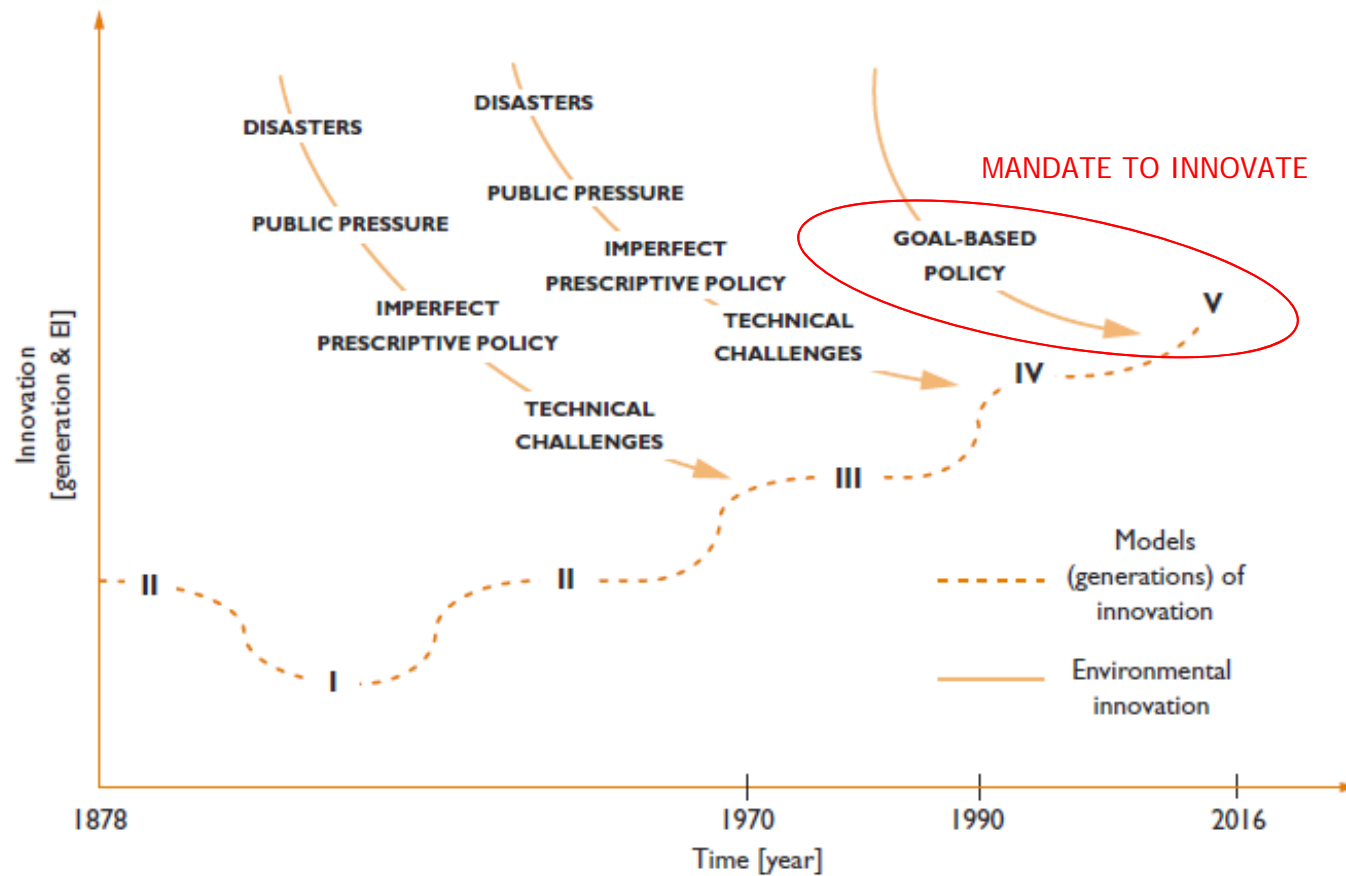 DISASTERS
PUBLIC PRESSURE
IMPERFECT
PRESCRIPTIVE POLICY
TECHNICAL
CHALLENGES
DISASTERS
PUBLIC PRESSURE
IMPERFECT
PRESCRIPTIVE POLICY
TECHNICAL
CHALLENGES
MANDATE TO INNOVATE
GOAL-BASED
POLICY
Innovation
[generation & EI]
II
I
II
III
IV
V
Models
(generations) of
innovation
Environmental
innovation
1878
1970
1990
2016
Time [year]